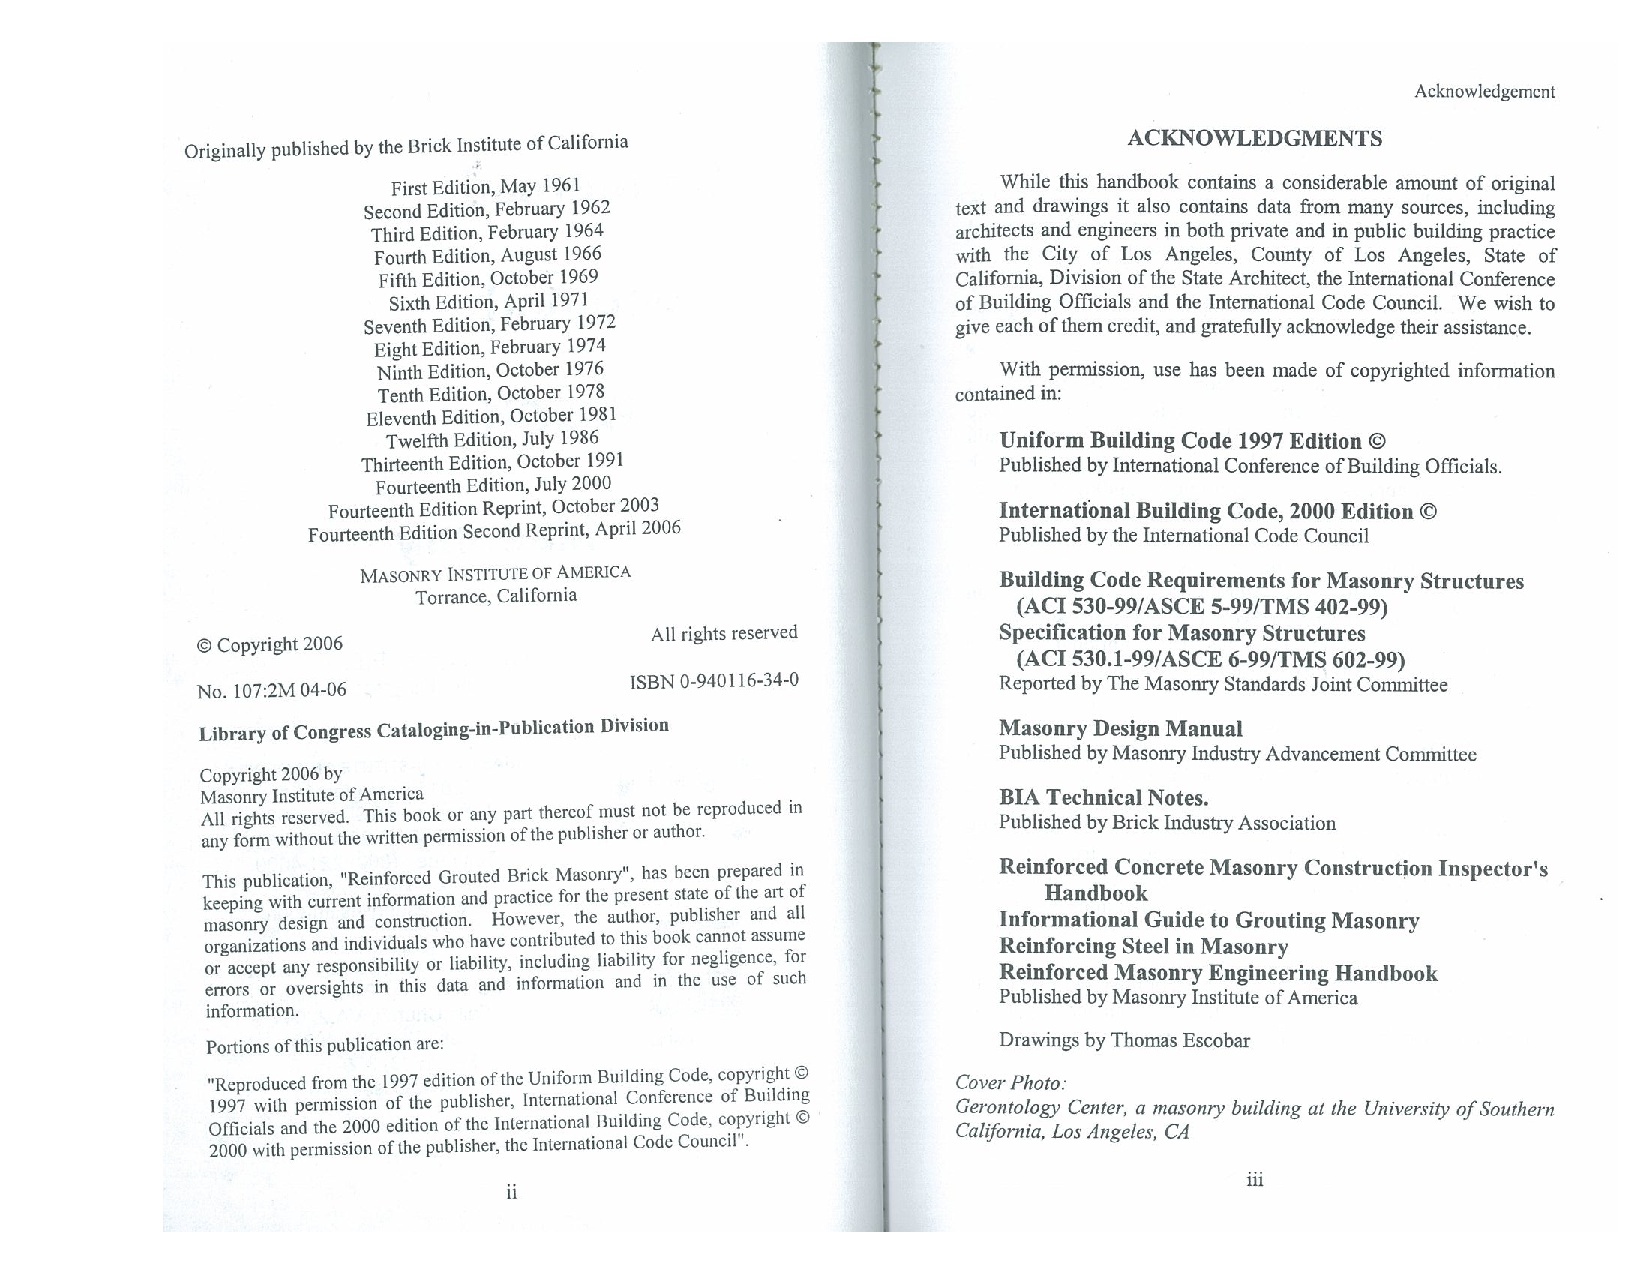 Originally published by the Brick Institute of California
First Edition, May 1961
Second Edition, February 1962
Third Edition, February 1964
Fourth Edition, August 1966
Fifth Edition, October 1969
Sixth Edition, April 1971
Seventh Edition, February 1972
Eight Edition, February 1974
Ninth Edition, October 1976
Tenth Edition, October 1978
Eleventh Edition, October 1981
Twelfth Edition, July 1986
Thirteenth Edition, October 1991
Fourteenth Edition, July 2000
Fourteenth Edition Reprint, October 2003
Fourteenth Edition Second Reprint, April 2006
MASONRY INSTITUTE OF AMERICA
Torrance, California
© Copyright 2006 All rights reserved
No. 107:2M 04-06 ISBN 0-940116-34-0
Library of Congress Cataloging-in-Publication Division
Copyright 2006 by
Masonry Institute of America
All rights reserved. This book or any part thereof must not be reproduced in
any form without the written permission of the publisher or author.
This publication, "Reinforced Grouted Brick Masonry", has been prepared in
keeping with current information and practice for the present state of the art of
masonry design and construction. However, the author, publisher and all
organizations and individuals who have contributed to this book cannot assume
or accept any responsibility or liability, including liability for negligence, for
errors or oversights in this data and information and in the use of such
information.
Portions of this publication are:
"Reproduced from the 1997 edition of the Uniform Building Code, copyright ©
1997 with permission of the publisher, International Conference of Building
Officials and the 2000 edition of the International Building Code, copyright ©
2000 with permission of the publisher, the International Code Council".
ii
Acknowledgement
ACKNOWLEDGMENTS
While this handbook contains a considerable amount of original
text and drawings it also contains data from many sources, including
architects and engineers in both private and in public building practice
with the City of Los Angeles, County of Los Angeles, State of
California, Division of the State Architect, the International Conference
of Building Officials and the International Code Council. We wish to
give each of them credit, and gratefully acknowledge their assistance.
With permission, use has been made of copyrighted information
contained in:
Uniform Building Code 1997 Edition ©
Published by International Conference of Building Officials.
International Building Code, 2000 Edition ©
Published by the International Code Council
Building Code Requirements for Masonry Structures
(ACI 530-99/ASCE 5-99/TMS 402-99)
Specification for Masonry Structures
(ACI 530.1-99/ASCE 6-99/TMS 602-99)
Reported by The Masonry Standards Joint Committee
Masonry Design Manual
Published by Masonry Industry Advancement Committee
BIA Technical Notes.
Published by Brick Industry Association
Reinforced Concrete Masonry Construction Inspector's
Handbook
Informational Guide to Grouting Masonry
Reinforcing Steel in Masonry
Reinforced Masonry Engineering Handbook
Published by Masonry Institute of America
Drawings by Thomas Escobar
Cover Photo:
Gerontology Center, a masonry building at the University of Southern
California, Los Angeles, CA
iii